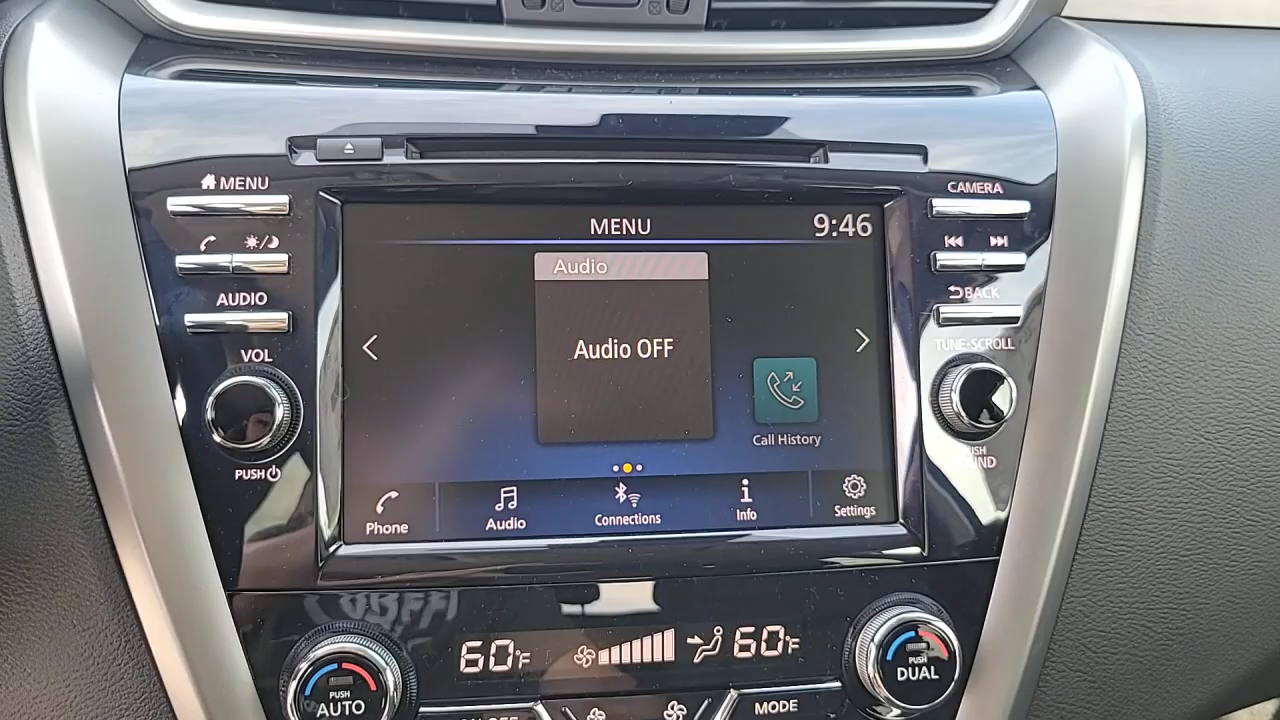 MENU
CAMERA
MENU
9:46
Audio
AUDIO
BACK
Audio OFF
TUNE·SCROLL
VOL
Call History
PUSH
Phone
Audio
Connections
Info
Settings
60°F
60°F
PUSH
AUTO
PUSH
DUAL
MODE